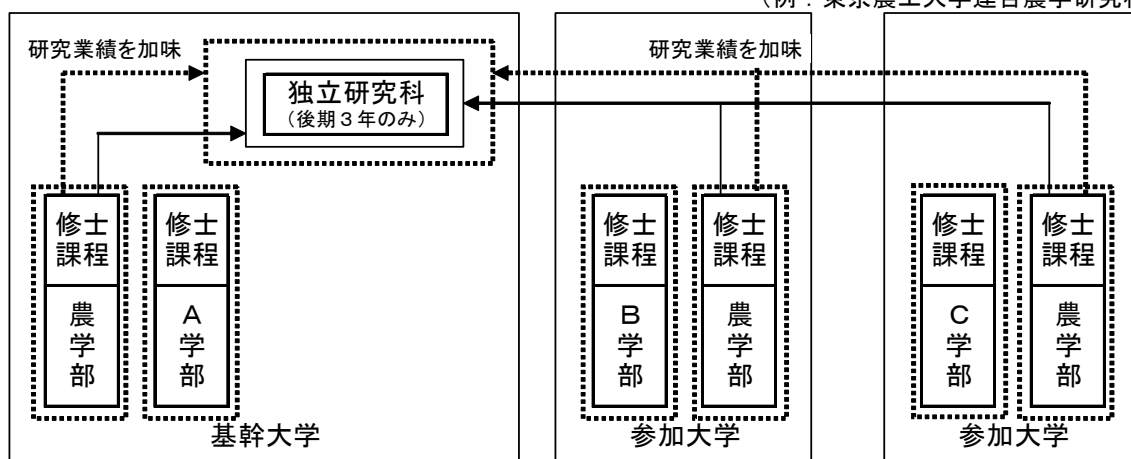 （例：東京農工大学連合農学研究科
研究業績を加味
研究業績を加味
独立研究科
（後期３年のみ）
修士
課程
農
学
部
修士
課程
Ａ
学
部
修士
課程
Ｂ
学
部
修士
課程
農
学
部
修士
課程
Ｃ
学
部
修士
課程
農
学
部
基幹大学
参加大学
参加大学